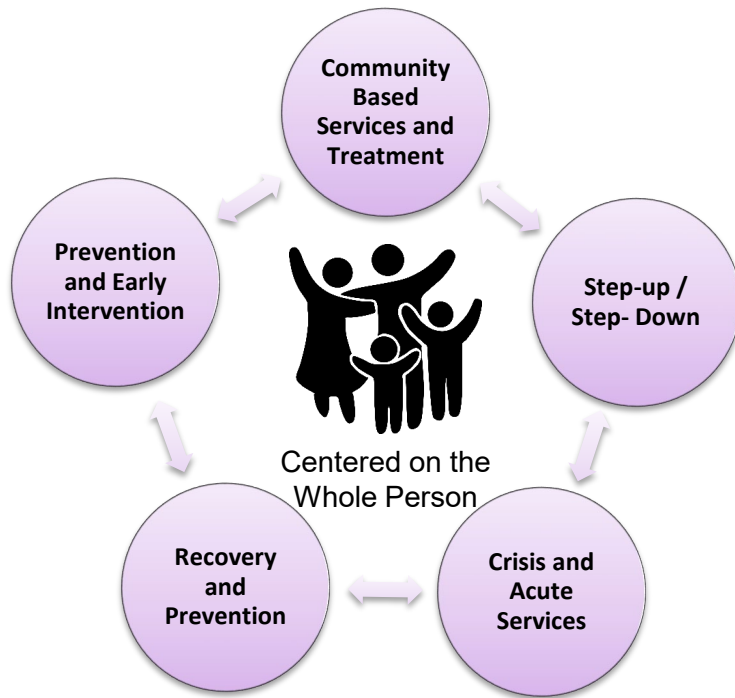 Community
Based
Services and
Treatment
Prevention
and Early
Intervention
Step-up /
Step- Down
Centered on the
Whole Person
Recovery
and
Prevention
Crisis and
Acute
Services